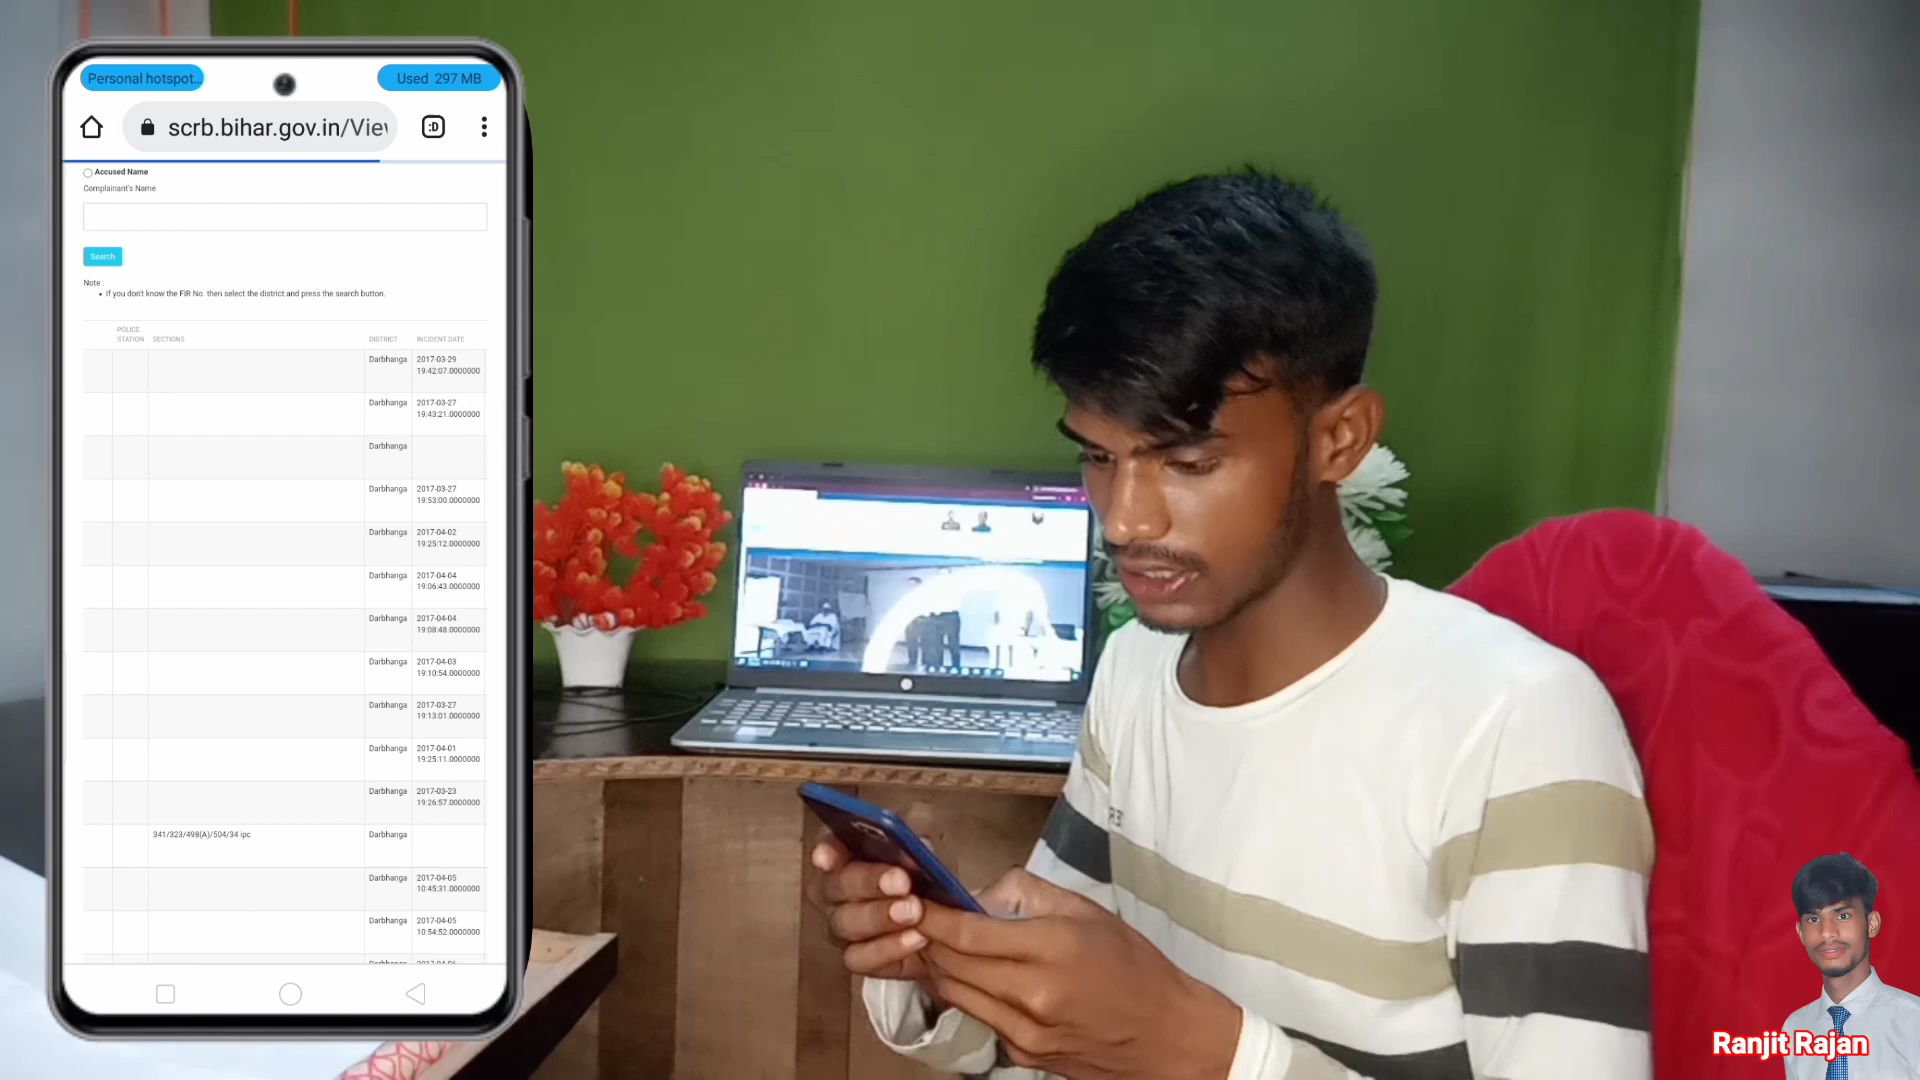 Personal hotspot...
Used 297 MB
:D
scrb.bihar.gov.in/Viev
Accused Name
Complainant's Name
Search
Note :
If you don't know the FIR No. then select the district and press the search button.
POLICE STATION SECTIONS DISTRICT INCIDENT DATE
Darbhanga 2017-03-29
19:42:07.0000000
Darbhanga 2017-03-27
19:43:21.0000000
Darbhanga
Darbhanga 2017-03-27
19:53:00.0000000
Darbhanga 2017-04-02
19:25:12.0000000
Darbhanga 2017-04-04
19:06:43.0000000
Darbhanga 2017-04-04
19:08:48.0000000
Darbhanga 2017-04-03
19:10:54.0000000
Darbhanga 2017-03-27
19:13:01.0000000
Darbhanga 2017-04-01
19:25:11.0000000
Darbhanga 2017-03-23
19:26:57.0000000
341/323/498(A)/504/34 ipc Darbhanga
Darbhanga 2017-04-05
10:45:31.0000000
Darbhanga 2017-04-05
10:54:52.0000000
Ranjit Rajan